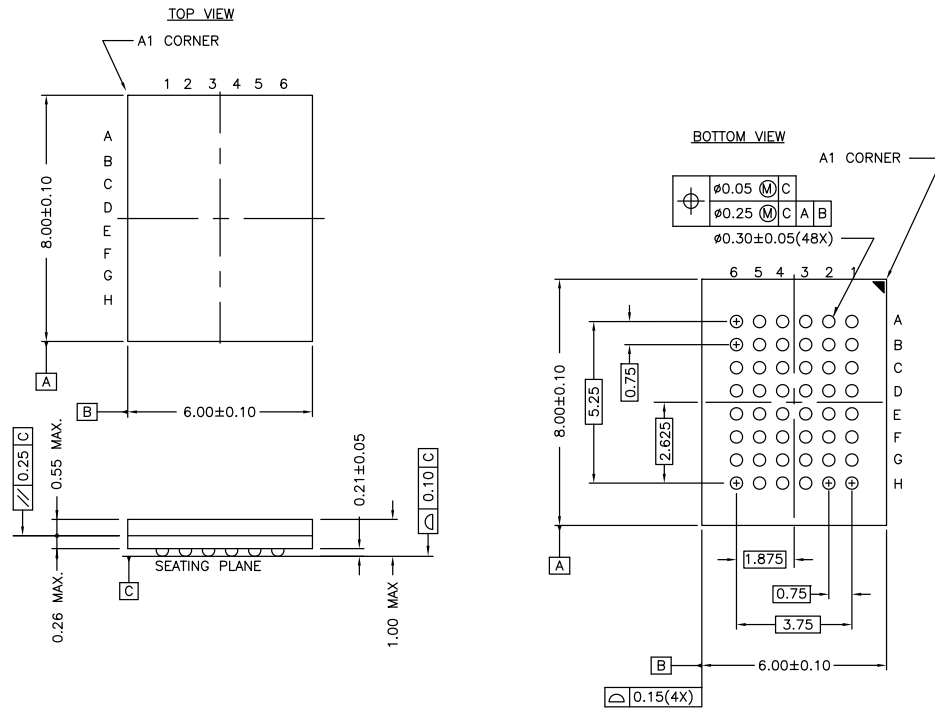 TOP VIEW
A1 CORNER
1 2 3 4 5 6
A
B
C
D
E
F
G
H
8.00±0.10
A
B
6.00±0.10
// 0.25 C
0.55 MAX.
0.26 MAX.
0.21±0.05
⌓ 0.10 C
SEATING PLANE
C
1.00 MAX
BOTTOM VIEW
A1 CORNER
⌖ ø0.05 Ⓜ C
ø0.25 Ⓜ C A B
ø0.30±0.05(48X)
6 5 4 3 2 1
A
B
C
D
E
F
G
H
8.00±0.10
5.25
0.75
2.625
A
1.875
0.75
3.75
B
6.00±0.10
⌓ 0.15(4X)